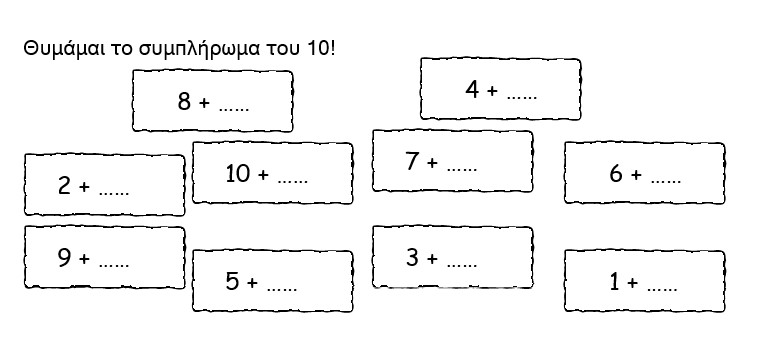 Θυμάμαι το συμπλήρωμα του 10!
8 + ......
4 + ......
2 + ......
10 + ......
7 + ......
6 + ......
9 + ......
5 + ......
3 + ......
1 + ......